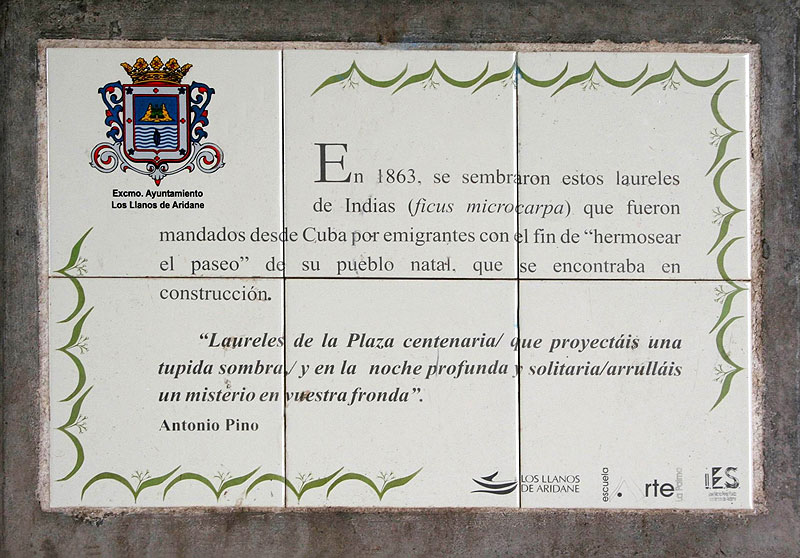 Excmo. Ayuntamiento
Los Llanos de Aridane
En 1863, se sembraron estos laureles
de Indias (ficus microcarpa) que fueron
mandados desde Cuba por emigrantes con el fin de “hermosear
el paseo” de su pueblo natal, que se encontraba en
construcción.
“Laureles de la Plaza centenaria/ que proyectáis una
tupida sombra,/ y en la noche profunda y solitaria/arrulláis
un misterio en vuestra fronda”.
Antonio Pino
LOS LLANOS
DE ARIDANE
escuela
Arte
La Palma
IES